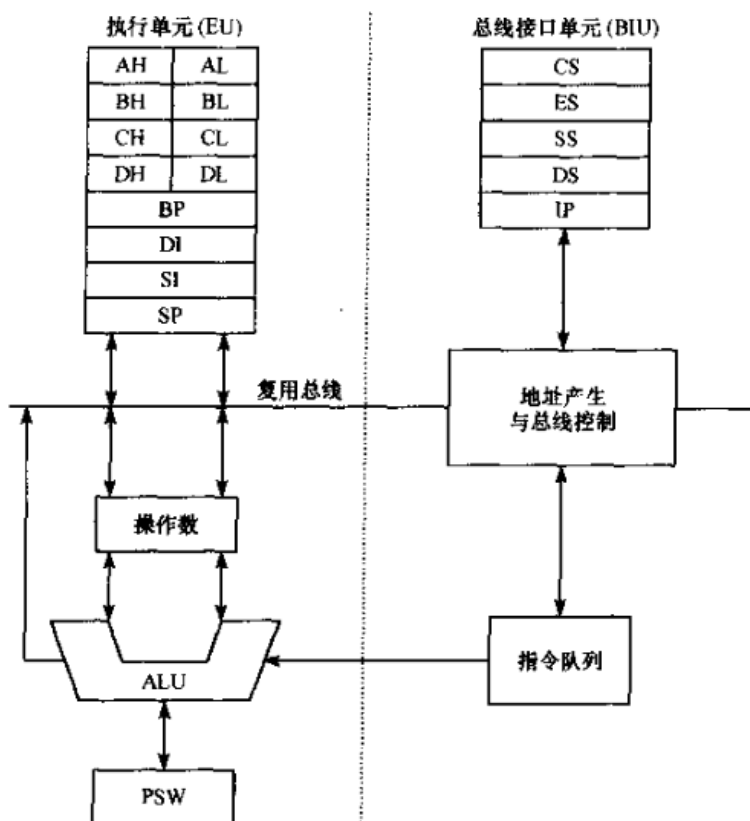 执行单元 (EU)
总线接口单元 (BIU)
AH AL
BH BL
CH CL
DH DL
BP
DI
SI
SP
CS
ES
SS
DS
IP
复用总线
地址产生
与总线控制
操作数
ALU
指令队列
PSW